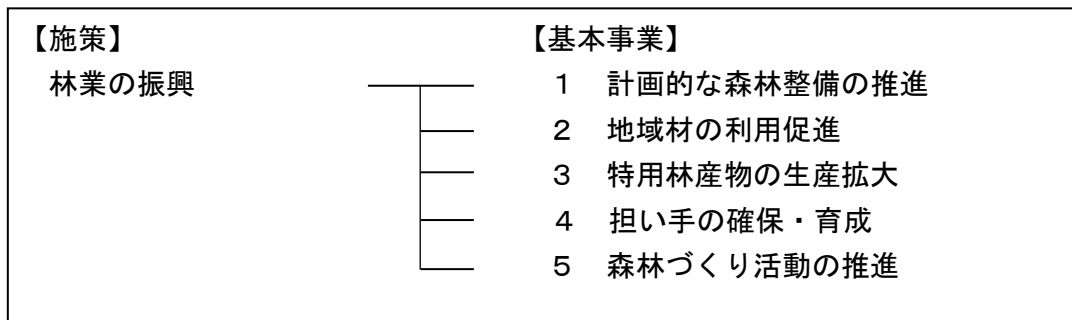 【施策】 【基本事業】
林業の振興 1 計画的な森林整備の推進
2 地域材の利用促進
3 特用林産物の生産拡大
4 担い手の確保・育成
5 森林づくり活動の推進